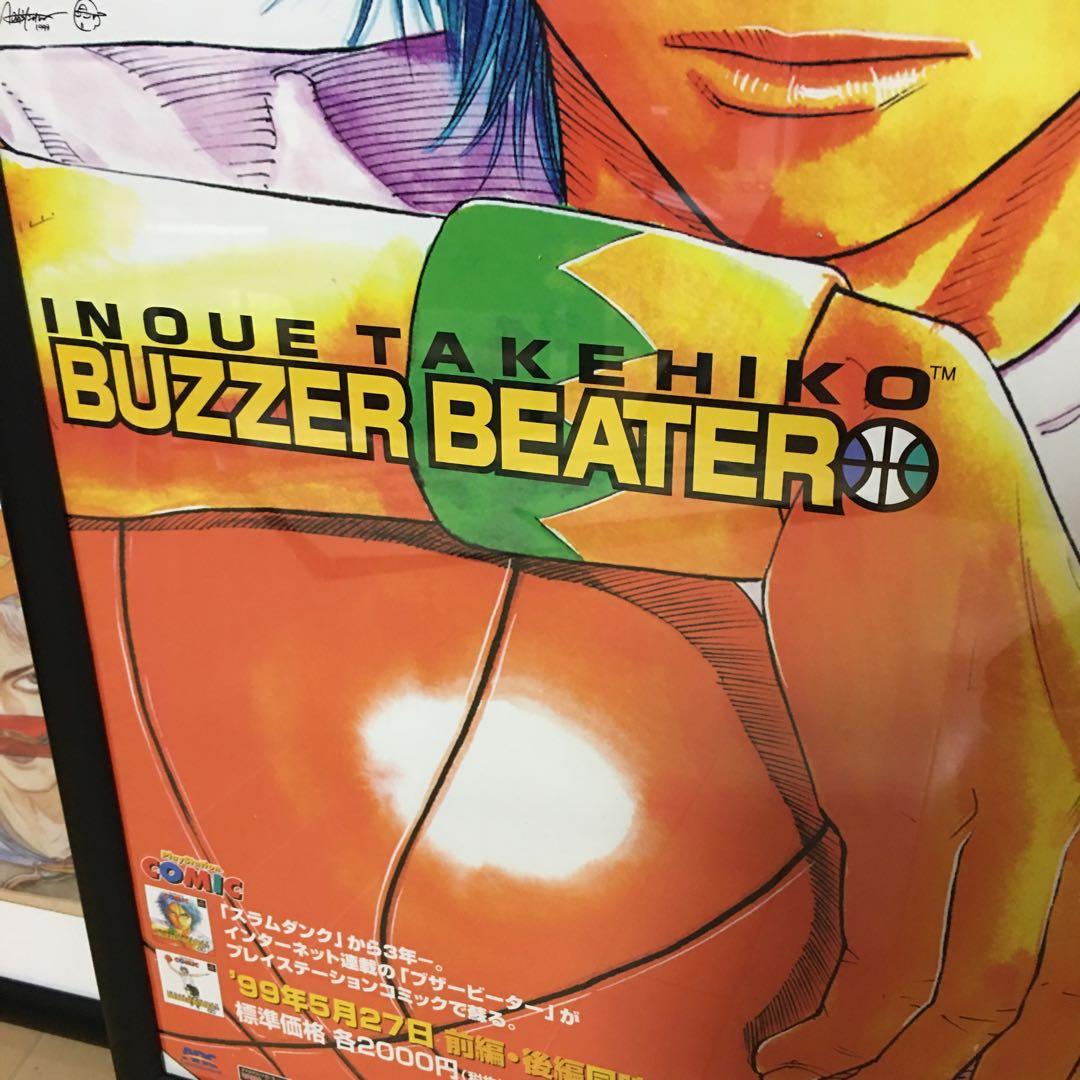 1999
INOUE TAKEHIKO™
BUZZER BEATER
PlayStation
COMIC
「スラムダンク」から3年ー。
インターネット連載の「ブザービーター」が
プレイステーションコミックで蘇る。
'99年5月27日 前編・後編同
標準価格 各2000円